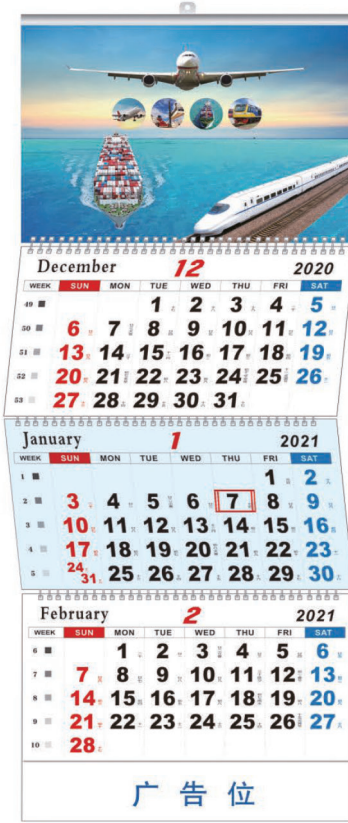 December 12 2020
WEEK SUN MON TUE WED THU FRI SAT
49 1 2 3 4 5
50 6 7 8 9 10 11 12
51 13 14 15 16 17 18 19
52 20 21 22 23 24 25 26
53 27 28 29 30 31
January 1 2021
WEEK SUN MON TUE WED THU FRI SAT
1 1 2
2 3 4 5 6 7 8 9
3 10 11 12 13 14 15 16
4 17 18 19 20 21 22 23
5 24 31 25 26 27 28 29 30
February 2 2021
WEEK SUN MON TUE WED THU FRI SAT
6 1 2 3 4 5 6
7 7 8 9 10 11 12 13
8 14 15 16 17 18 19 20
9 21 22 23 24 25 26 27
10 28
广告位